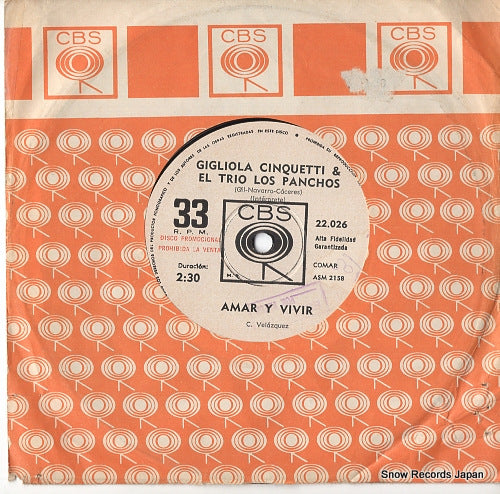 CBS
CBS
CBS
GIGLIOLA CINQUETTI &
EL TRIO LOS PANCHOS
(Gil-Navarro-Cáceres)
(Intérprete)
33
R. P. M.
DISCO PROMOCIONAL
PROHIBIDA LA VENTA
Duración:
2:30
CBS
22.026
Alta Fidelidad
Garantizada
COMAR
ASM 2158
AMAR Y VIVIR
C. Velázquez
Snow Records Japan